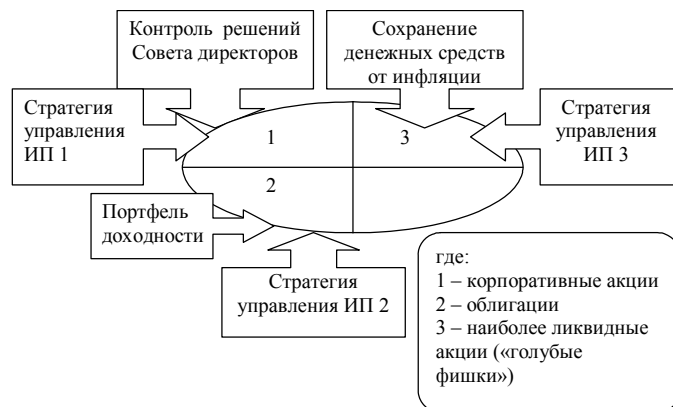 Контроль решений
Совета директоров
Сохранение
денежных средств
от инфляции
Стратегия
управления
ИП 1
1
3
Стратегия
управления
ИП 3
2
Портфель
доходности
Стратегия
управления ИП 2
где:
1 – корпоративные акции
2 – облигации
3 – наиболее ликвидные
акции («голубые
фишки»)